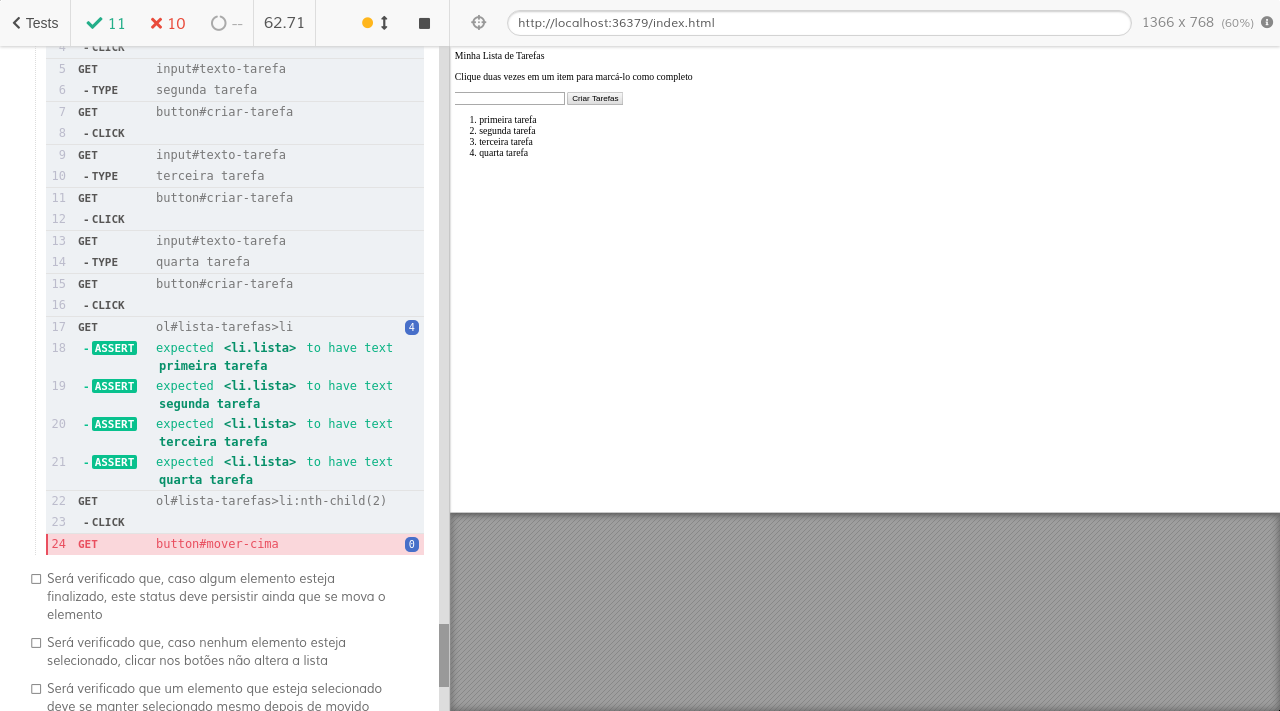 Tests 11 10 -- 62.71 http://localhost:36379/index.html 1366 x 768 (60%)
4 -CLICK
5 GET input#texto-tarefa
6 -TYPE segunda tarefa
7 GET button#criar-tarefa
8 -CLICK
9 GET input#texto-tarefa
10 -TYPE terceira tarefa
11 GET button#criar-tarefa
12 -CLICK
13 GET input#texto-tarefa
14 -TYPE quarta tarefa
15 GET button#criar-tarefa
16 -CLICK
17 GET ol#lista-tarefas>li 4
18 -ASSERT expected <li.lista> to have text
primeira tarefa
19 -ASSERT expected <li.lista> to have text
segunda tarefa
20 -ASSERT expected <li.lista> to have text
terceira tarefa
21 -ASSERT expected <li.lista> to have text
quarta tarefa
22 GET ol#lista-tarefas>li:nth-child(2)
23 -CLICK
24 GET button#mover-cima 0
Será verificado que, caso algum elemento esteja
finalizado, este status deve persistir ainda que se mova o
elemento
Será verificado que, caso nenhum elemento esteja
selecionado, clicar nos botões não altera a lista
Será verificado que um elemento que esteja selecionado
deve se manter selecionado mesmo depois de movido
Minha Lista de Tarefas
Clique duas vezes em um item para marcá-lo como completo
Criar Tarefas
1. primeira tarefa
2. segunda tarefa
3. terceira tarefa
4. quarta tarefa